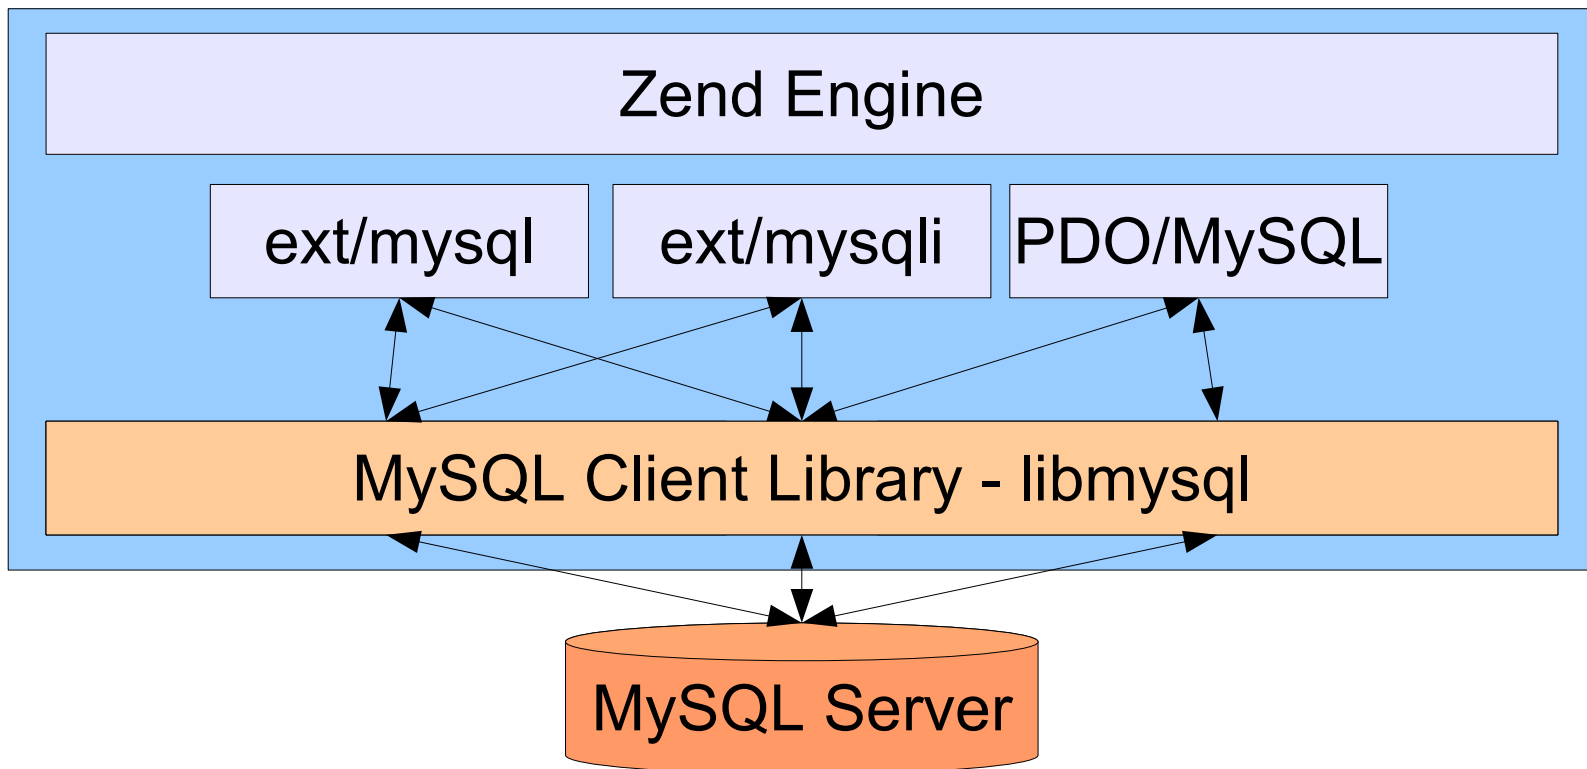 Zend Engine
ext/mysql
ext/mysqli
PDO/MySQL
MySQL Client Library - libmysql
MySQL Server